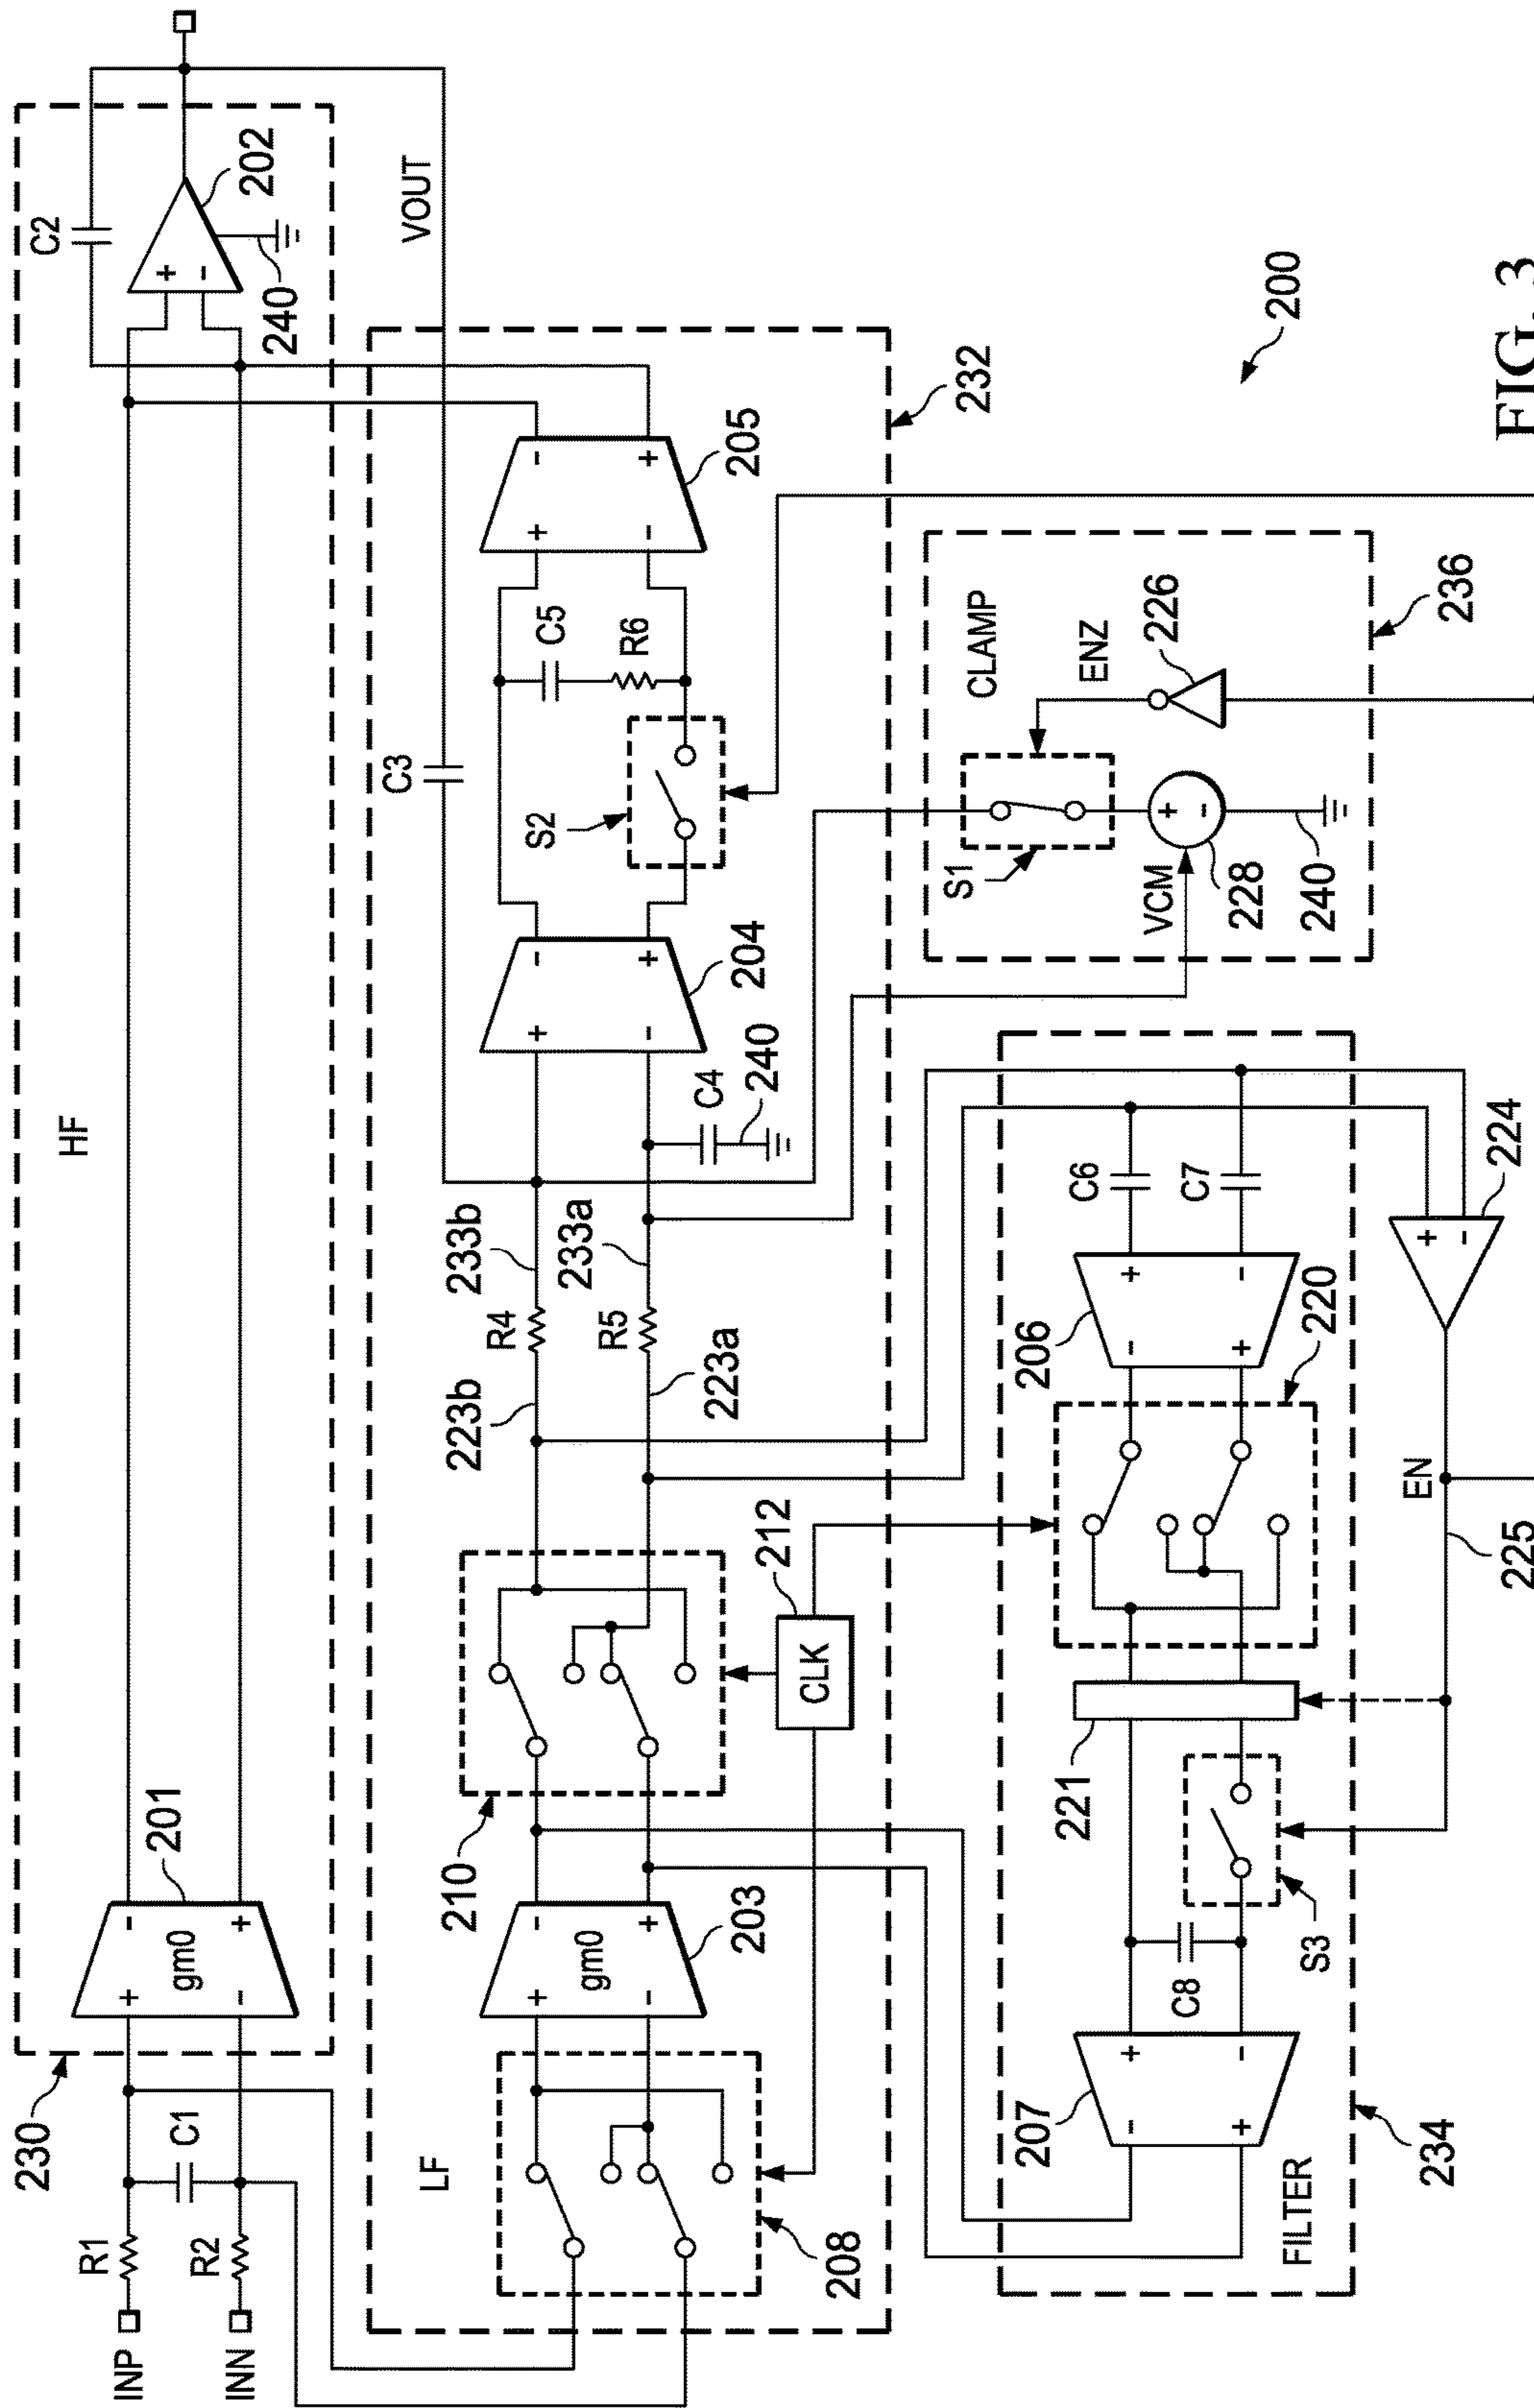 INP
INN
R1
R2
C1
230
+
-
gm0
-
+
201
HF
C2
+
-
202
240
VOUT
LF
208
+
-
gm0
-
+
203
210
CLK
212
223b
223a
R4
R5
233b
233a
C3
C4
240
+
-
-
+
204
S2
C5
R6
+
-
-
+
205
232
FILTER
234
-
+
+
-
207
C8
S3
221
220
-
+
+
-
206
C6
C7
+
-
224
EN
225
S1
CLAMP
ENZ
226
VCM
+
-
228
240
236
200
FIG. 3